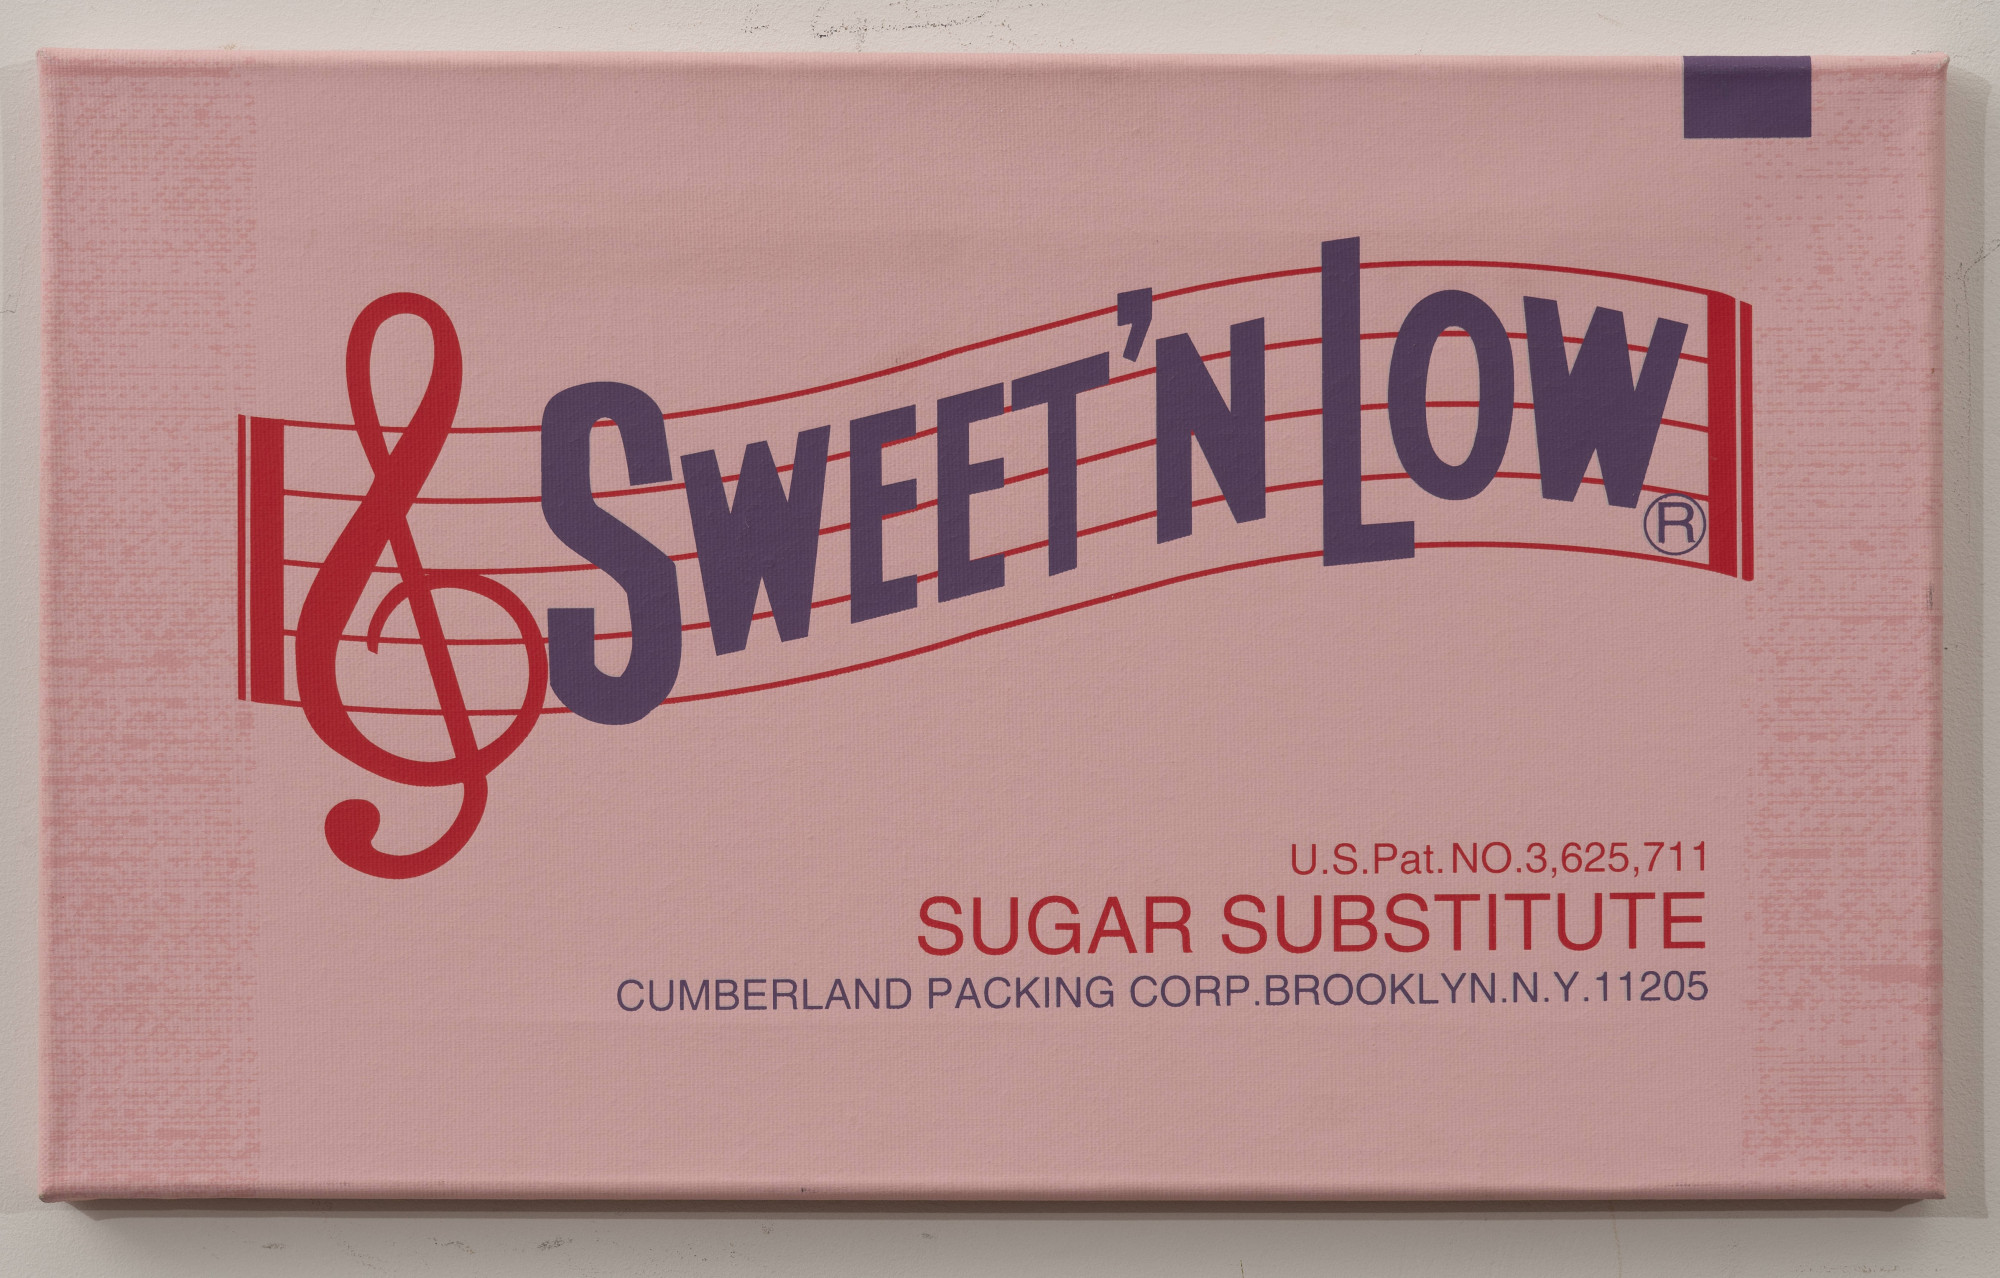 SWEET'N LOW®
U.S.Pat.NO.3,625,711
SUGAR SUBSTITUTE
CUMBERLAND PACKING CORP.BROOKLYN.N.Y.11205